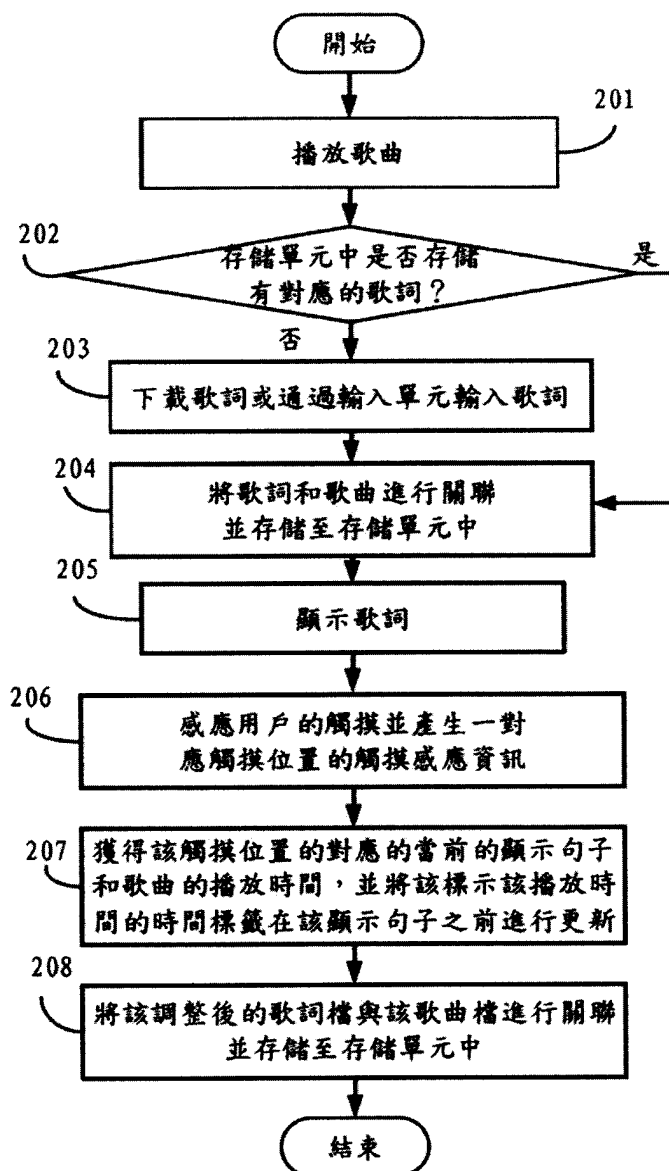 開始
201
播放歌曲
202
存儲單元中是否存儲
有對應的歌詞？
是
否
203
下載歌詞或通過輸入單元輸入歌詞
204
將歌詞和歌曲進行關聯
並存儲至存儲單元中
205
顯示歌詞
206
感應用戶的觸摸並產生一對
應觸摸位置的觸摸感應資訊
207
獲得該觸摸位置的對應的當前的顯示句子
和歌曲的播放時間，並將該標示該播放時
間的時間標籤在該顯示句子之前進行更新
208
將該調整後的歌詞檔與該歌曲檔進行關聯
並存儲至存儲單元中
結束